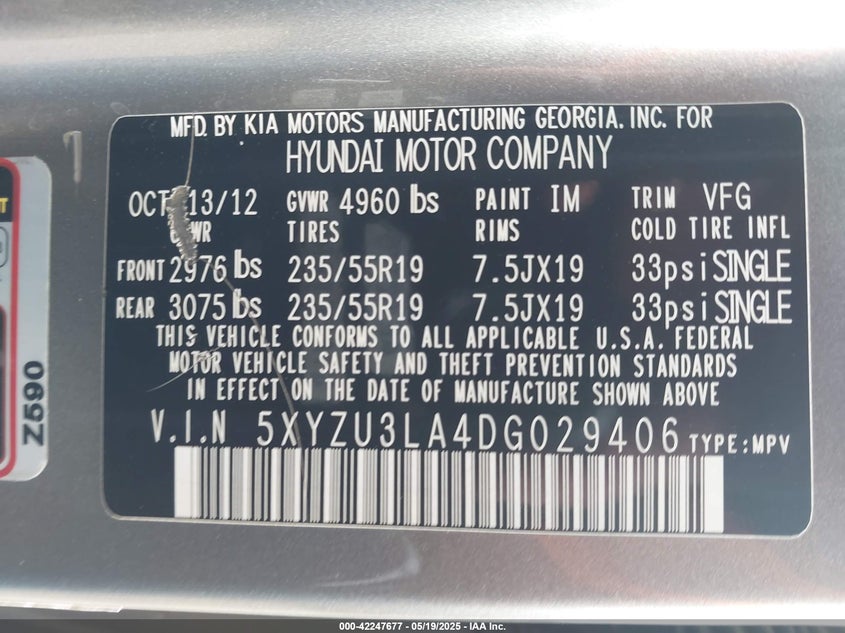 MFD. BY KIA MOTORS MANUFACTURING GEORGIA. INC. FOR
HYUNDAI MOTOR COMPANY
OCT 13/12 GVWR 4960 lbs PAINT IM TRIM VFG
TIRES RIMS COLD TIRE INFL
FRONT 2976 lbs 235/55R19 7.5JX19 33psi SINGLE
REAR 3075 lbs 235/55R19 7.5JX19 33psi SINGLE
THIS VEHICLE CONFORMS TO ALL APPLICABLE U.S.A. FEDERAL
MOTOR VEHICLE SAFETY AND THEFT PREVENTION STANDARDS
IN EFFECT ON THE DATE OF MANUFACTURE SHOWN ABOVE
V.I.N 5XYZU3LA4DG029406 TYPE:MPV
Z590
000-42247677 - 05/19/2025 - IAA Inc.